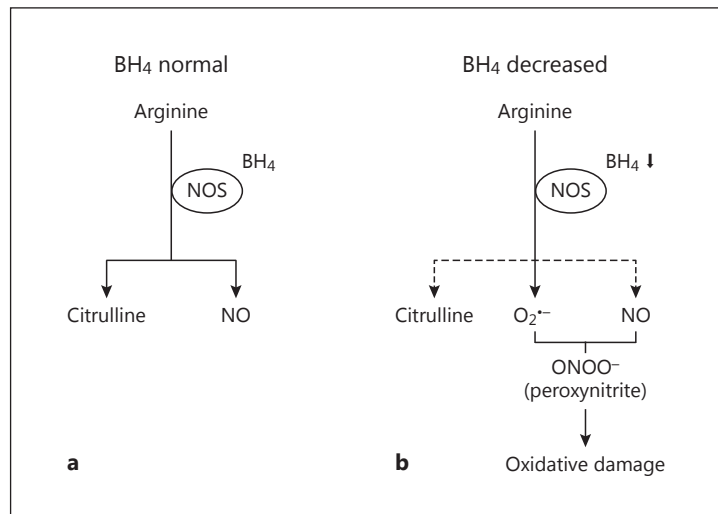 BH₄ normal
Arginine
BH₄
NOS
Citrulline NO
a
BH₄ decreased
Arginine
BH₄ ⬇
NOS
Citrulline O₂•– NO
ONOO–
(peroxynitrite)
Oxidative damage
b